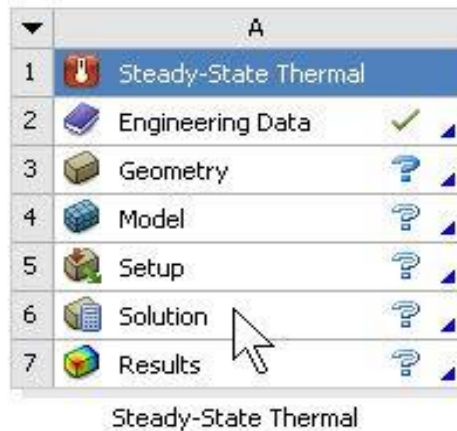 A
1 Steady-State Thermal
2 Engineering Data
3 Geometry
4 Model
5 Setup
6 Solution
7 Results
Steady-State Thermal